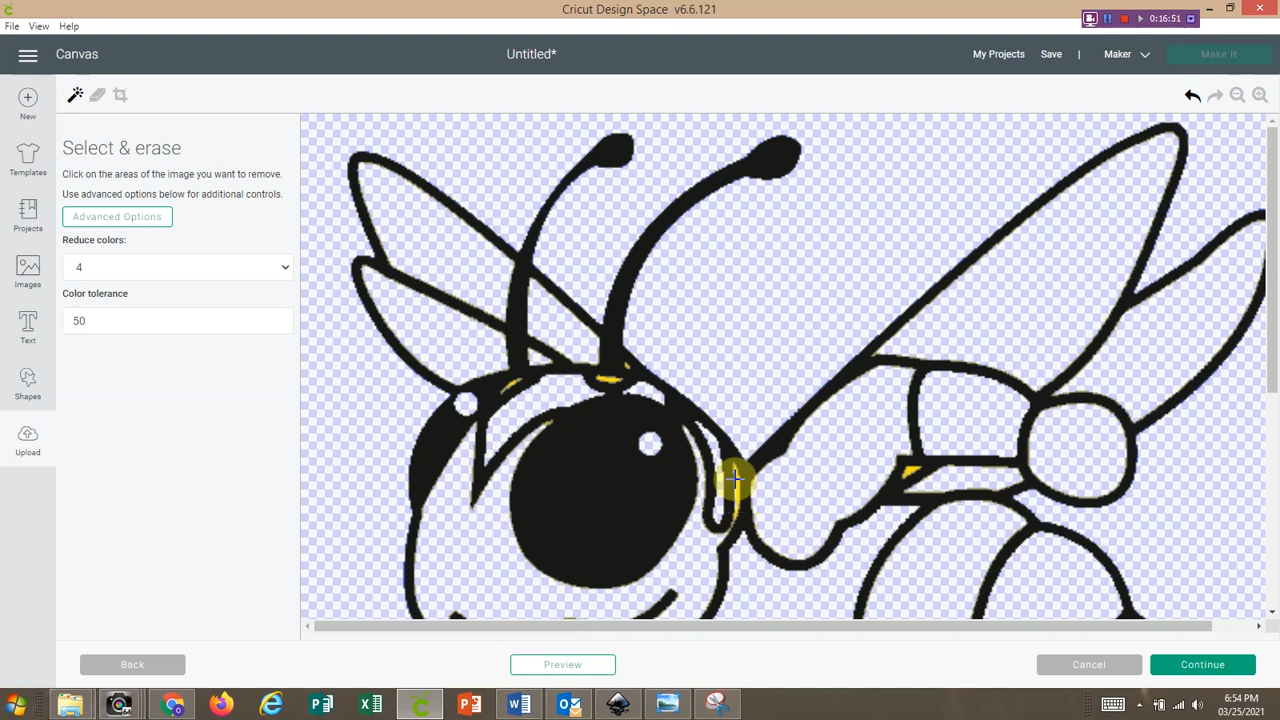 Cricut Design Space v6.6.121
0:16:51
File View Help
Canvas
Untitled*
My Projects Save | Maker Make It
New
Templates
Projects
Images
Text
Shapes
Upload
Select & erase
Click on the areas of the image you want to remove.
Use advanced options below for additional controls.
Advanced Options
Reduce colors:
4
Color tolerance
50
Back
Preview
Cancel
Continue
6:54 PM
03/25/2021